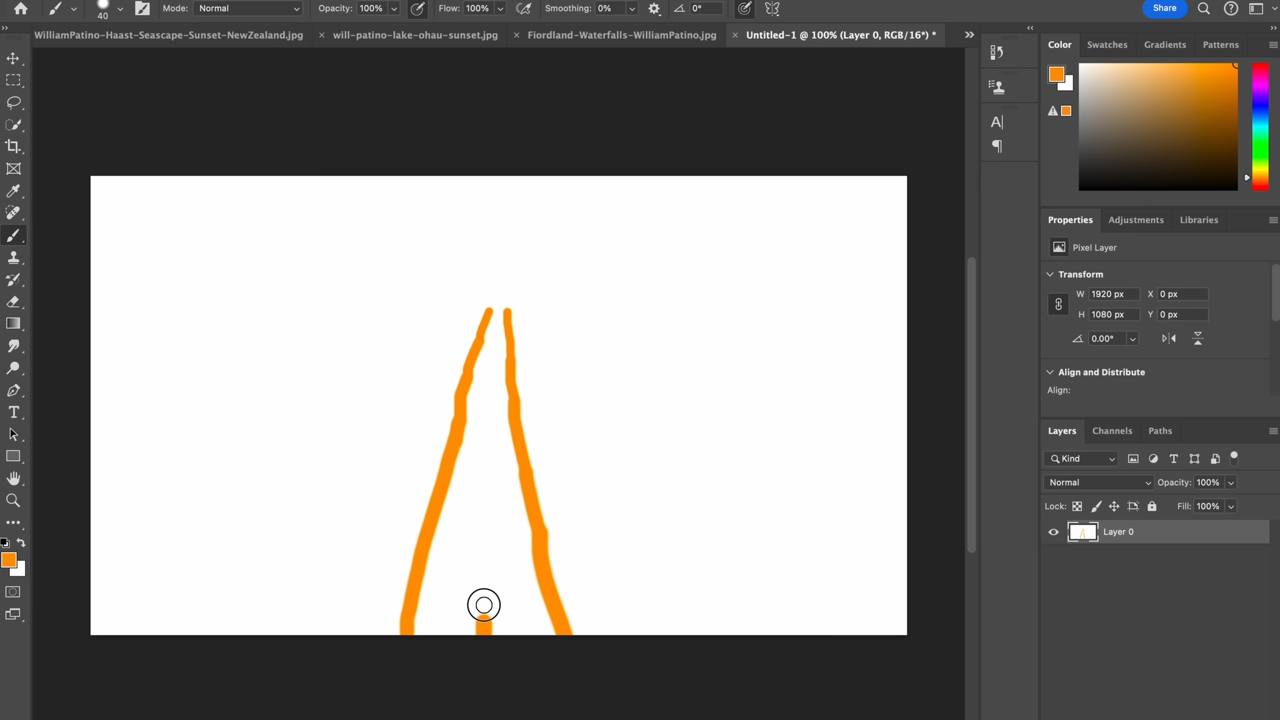 40 Mode: Normal Opacity: 100% Flow: 100% Smoothing: 0% 0° Share
WilliamPatino-Haast-Seascape-Sunset-NewZealand.jpg × will-patino-lake-ohau-sunset.jpg × Fiordland-Waterfalls-WilliamPatino.jpg × Untitled-1 @ 100% (Layer 0, RGB/16*) *
Color Swatches Gradients Patterns
Properties Adjustments Libraries
Pixel Layer
Transform
W 1920 px X 0 px
H 1080 px Y 0 px
0.00°
Align and Distribute
Align:
Layers Channels Paths
Kind
Normal Opacity: 100%
Lock: Fill: 100%
Layer 0